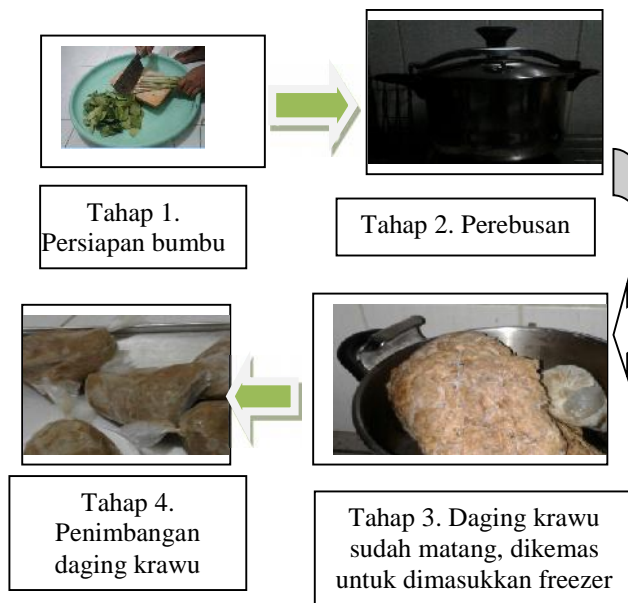 Tahap 1.
Persiapan bumbu
Tahap 2. Perebusan
Tahap 3. Daging krawu
sudah matang, dikemas
untuk dimasukkan freezer
Tahap 4.
Penimbangan
daging krawu